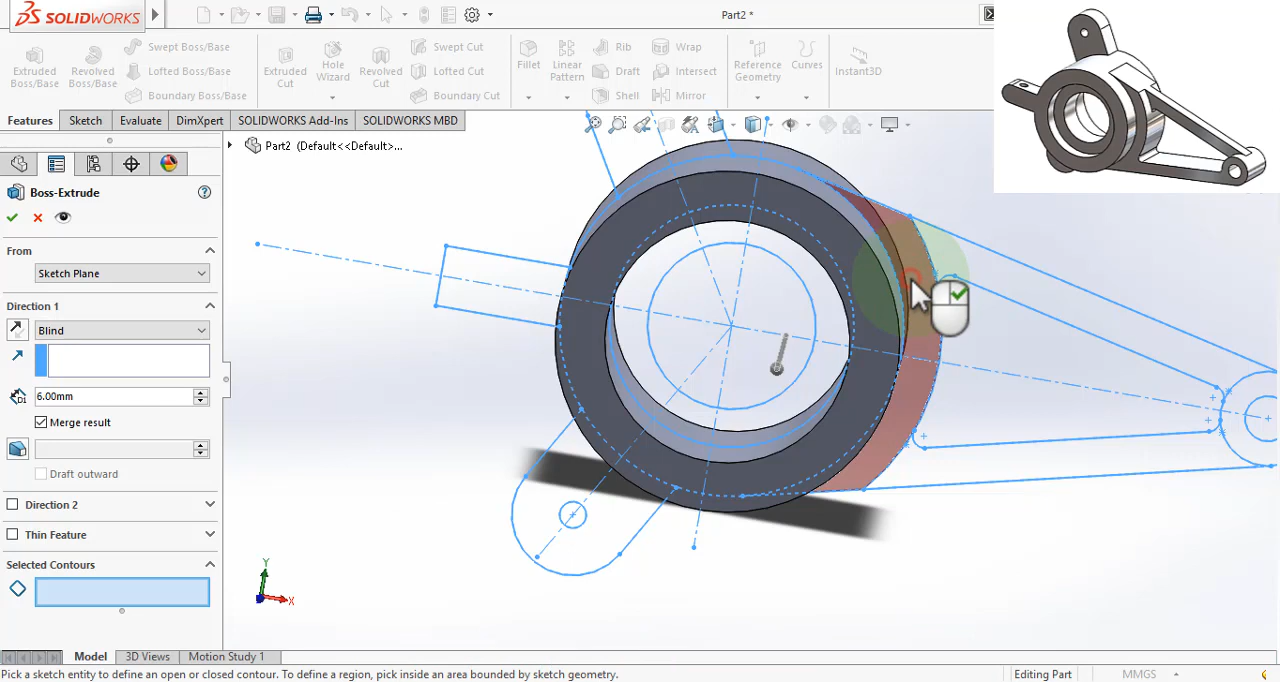 SOLIDWORKS
Part2 *
Extruded Boss/Base
Revolved Boss/Base
Swept Boss/Base
Lofted Boss/Base
Boundary Boss/Base
Extruded Cut
Hole Wizard
Revolved Cut
Swept Cut
Lofted Cut
Boundary Cut
Fillet
Linear Pattern
Rib
Draft
Shell
Wrap
Intersect
Mirror
Reference Geometry
Curves
Instant3D
Features
Sketch
Evaluate
DimXpert
SOLIDWORKS Add-Ins
SOLIDWORKS MBD
Part2 (Default<<Default>...
Boss-Extrude
From
Sketch Plane
Direction 1
Blind
D1
6.00mm
Merge result
Draft outward
Direction 2
Thin Feature
Selected Contours
Y
X
Model
3D Views
Motion Study 1
Pick a sketch entity to define an open or closed contour. To define a region, pick inside an area bounded by sketch geometry.
Editing Part
MMGS